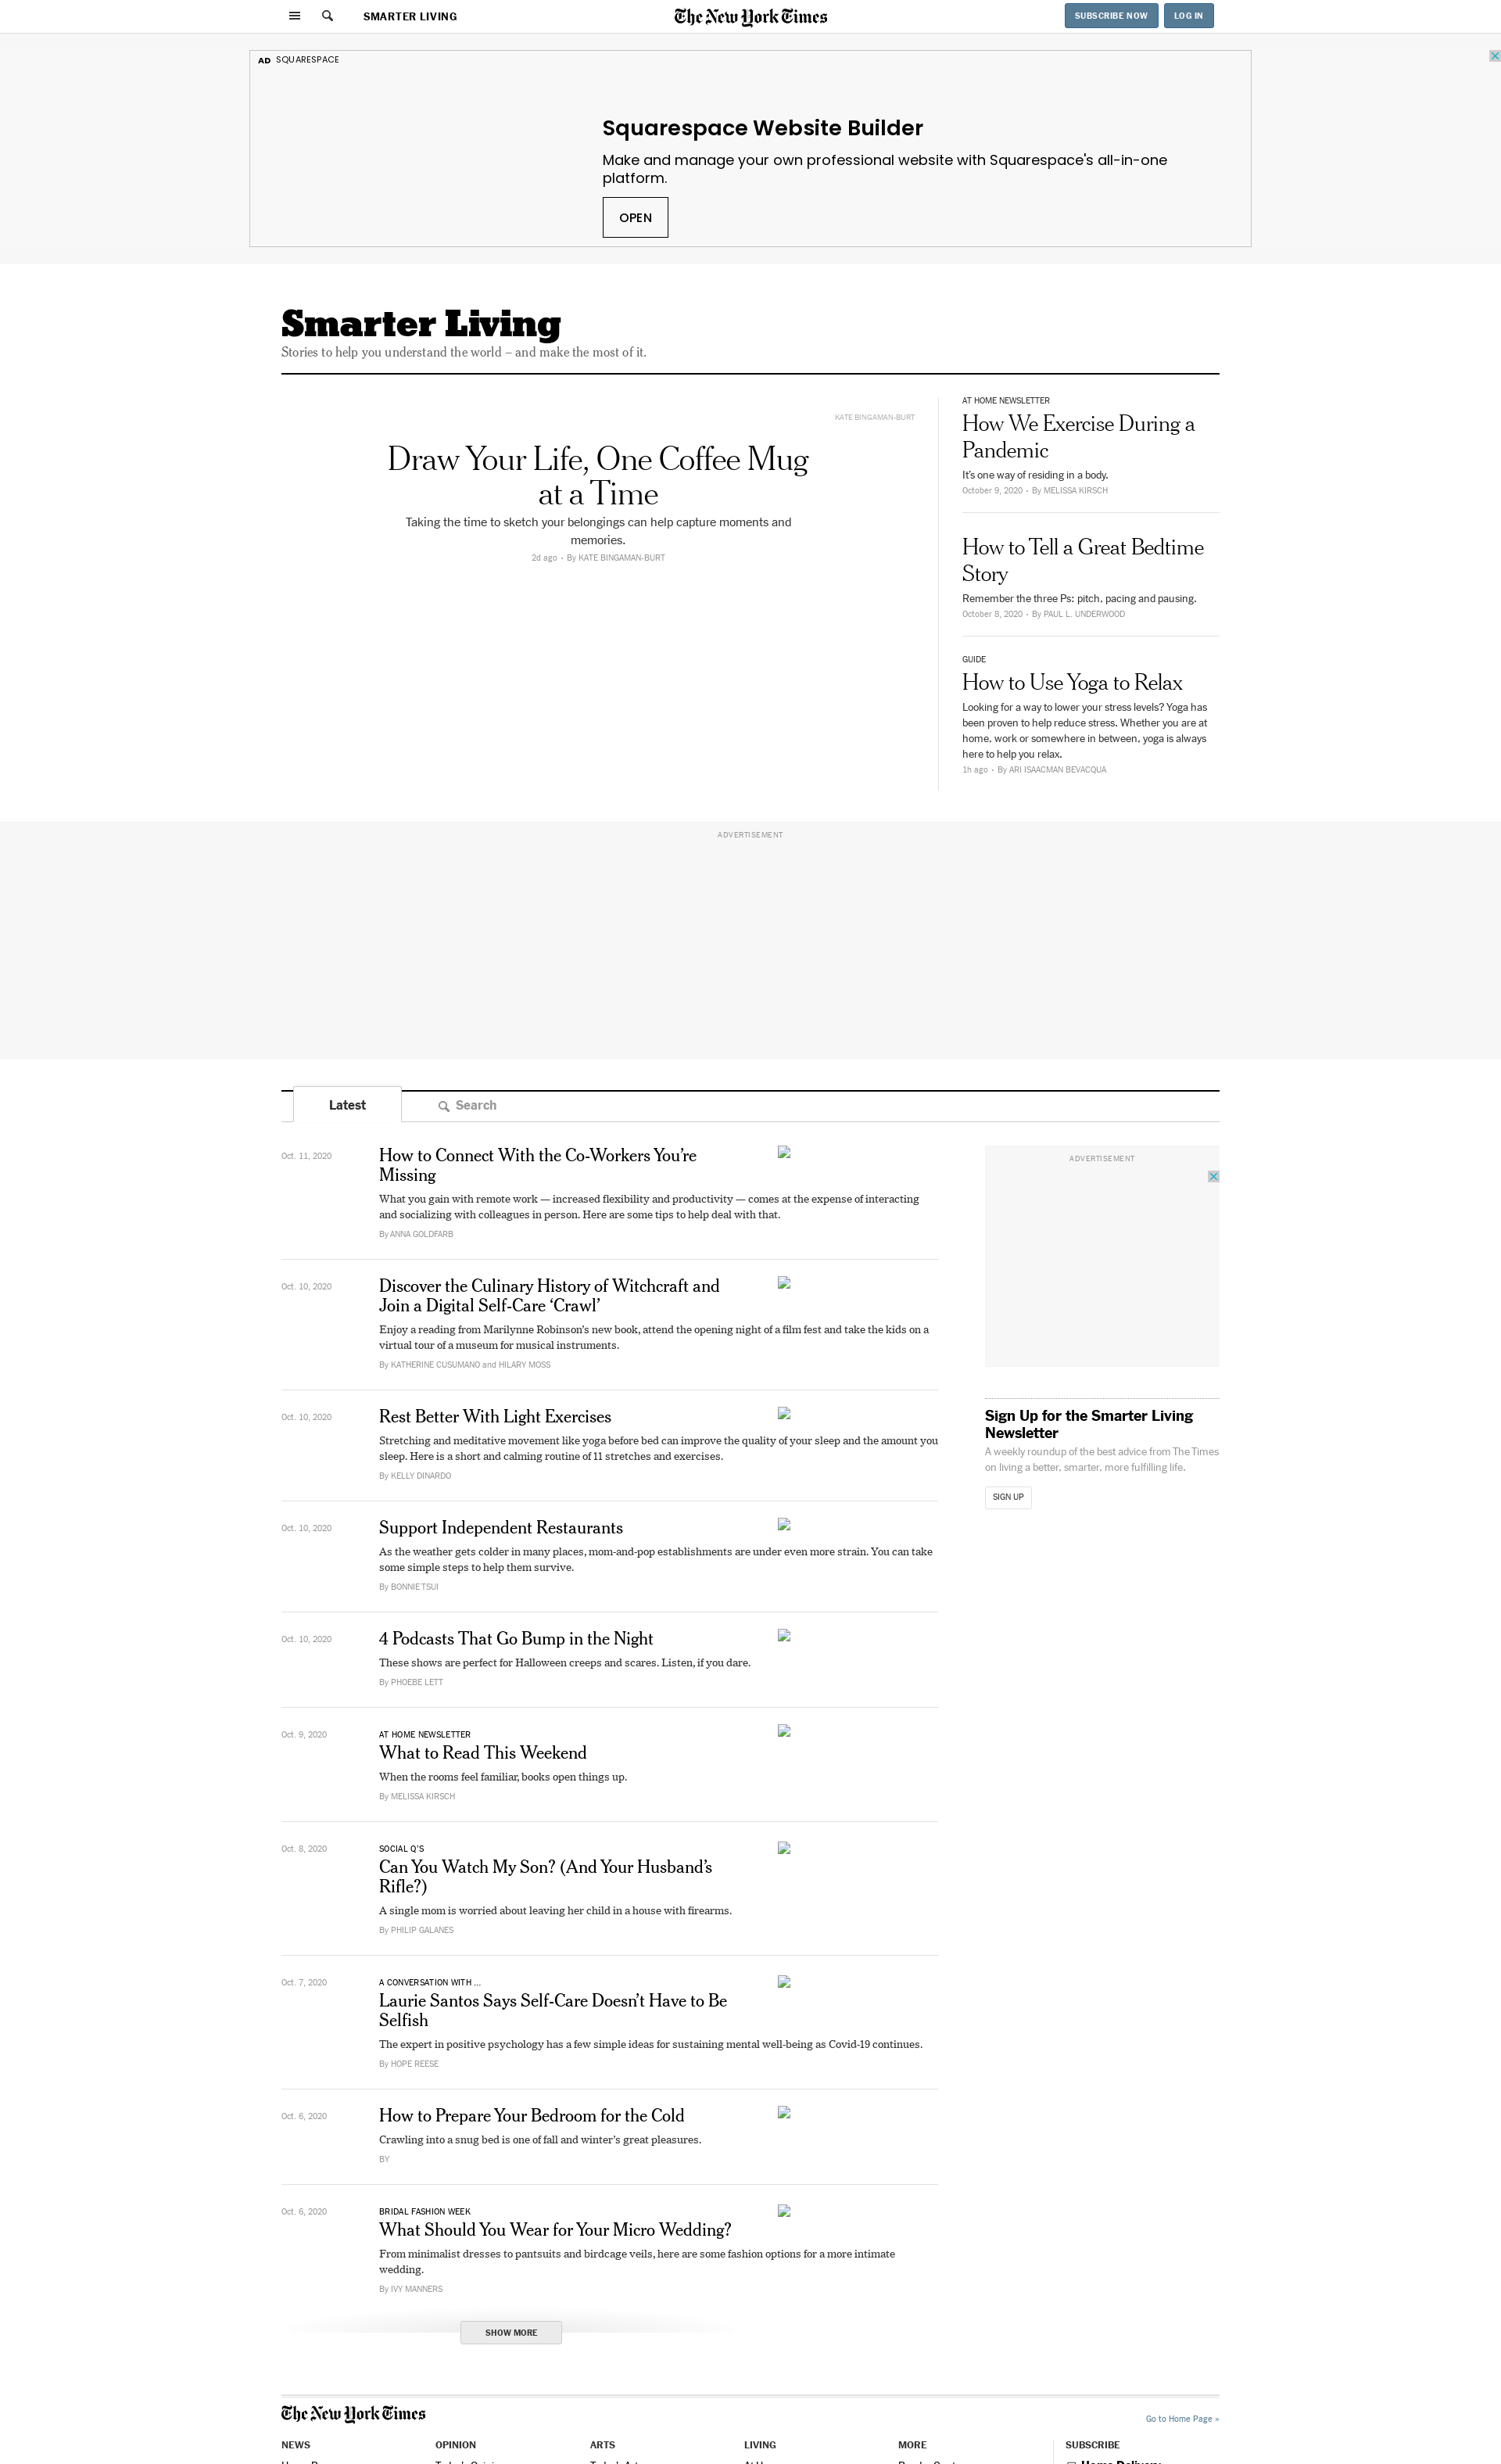 SMARTER LIVING
The New York Times
SUBSCRIBE NOW
LOG IN
AD SQUARESPACE
Squarespace Website Builder
Make and manage your own professional website with Squarespace's all-in-one
platform.
OPEN
Smarter Living
Stories to help you understand the world – and make the most of it.
KATE BINGAMAN-BURT
Draw Your Life, One Coffee Mug
at a Time
Taking the time to sketch your belongings can help capture moments and
memories.
2d ago • By KATE BINGAMAN-BURT
AT HOME NEWSLETTER
How We Exercise During a
Pandemic
It’s one way of residing in a body.
October 9, 2020 • By MELISSA KIRSCH
How to Tell a Great Bedtime
Story
Remember the three Ps: pitch, pacing and pausing.
October 8, 2020 • By PAUL L. UNDERWOOD
GUIDE
How to Use Yoga to Relax
Looking for a way to lower your stress levels? Yoga has
been proven to help reduce stress. Whether you are at
home, work or somewhere in between, yoga is always
here to help you relax.
1h ago • By ARI ISAACMAN BEVACQUA
ADVERTISEMENT
Latest
Search
Oct. 11, 2020
How to Connect With the Co-Workers You’re
Missing
What you gain with remote work — increased flexibility and productivity — comes at the expense of interacting
and socializing with colleagues in person. Here are some tips to help deal with that.
By ANNA GOLDFARB
Oct. 10, 2020
Discover the Culinary History of Witchcraft and
Join a Digital Self-Care ‘Crawl’
Enjoy a reading from Marilynne Robinson’s new book, attend the opening night of a film fest and take the kids on a
virtual tour of a museum for musical instruments.
By KATHERINE CUSUMANO and HILARY MOSS
Oct. 10, 2020
Rest Better With Light Exercises
Stretching and meditative movement like yoga before bed can improve the quality of your sleep and the amount you
sleep. Here is a short and calming routine of 11 stretches and exercises.
By KELLY DINARDO
Oct. 10, 2020
Support Independent Restaurants
As the weather gets colder in many places, mom-and-pop establishments are under even more strain. You can take
some simple steps to help them survive.
By BONNIE TSUI
Oct. 10, 2020
4 Podcasts That Go Bump in the Night
These shows are perfect for Halloween creeps and scares. Listen, if you dare.
By PHOEBE LETT
Oct. 9, 2020
AT HOME NEWSLETTER
What to Read This Weekend
When the rooms feel familiar, books open things up.
By MELISSA KIRSCH
Oct. 8, 2020
SOCIAL Q’S
Can You Watch My Son? (And Your Husband’s
Rifle?)
A single mom is worried about leaving her child in a house with firearms.
By PHILIP GALANES
Oct. 7, 2020
A CONVERSATION WITH ...
Laurie Santos Says Self-Care Doesn’t Have to Be
Selfish
The expert in positive psychology has a few simple ideas for sustaining mental well-being as Covid-19 continues.
By HOPE REESE
Oct. 6, 2020
How to Prepare Your Bedroom for the Cold
Crawling into a snug bed is one of fall and winter’s great pleasures.
BY
Oct. 6, 2020
BRIDAL FASHION WEEK
What Should You Wear for Your Micro Wedding?
From minimalist dresses to pantsuits and birdcage veils, here are some fashion options for a more intimate
wedding.
By IVY MANNERS
SHOW MORE
ADVERTISEMENT
Sign Up for the Smarter Living
Newsletter
A weekly roundup of the best advice from The Times
on living a better, smarter, more fulfilling life.
SIGN UP
The New York Times
Go to Home Page »
NEWS
OPINION
ARTS
LIVING
MORE
SUBSCRIBE